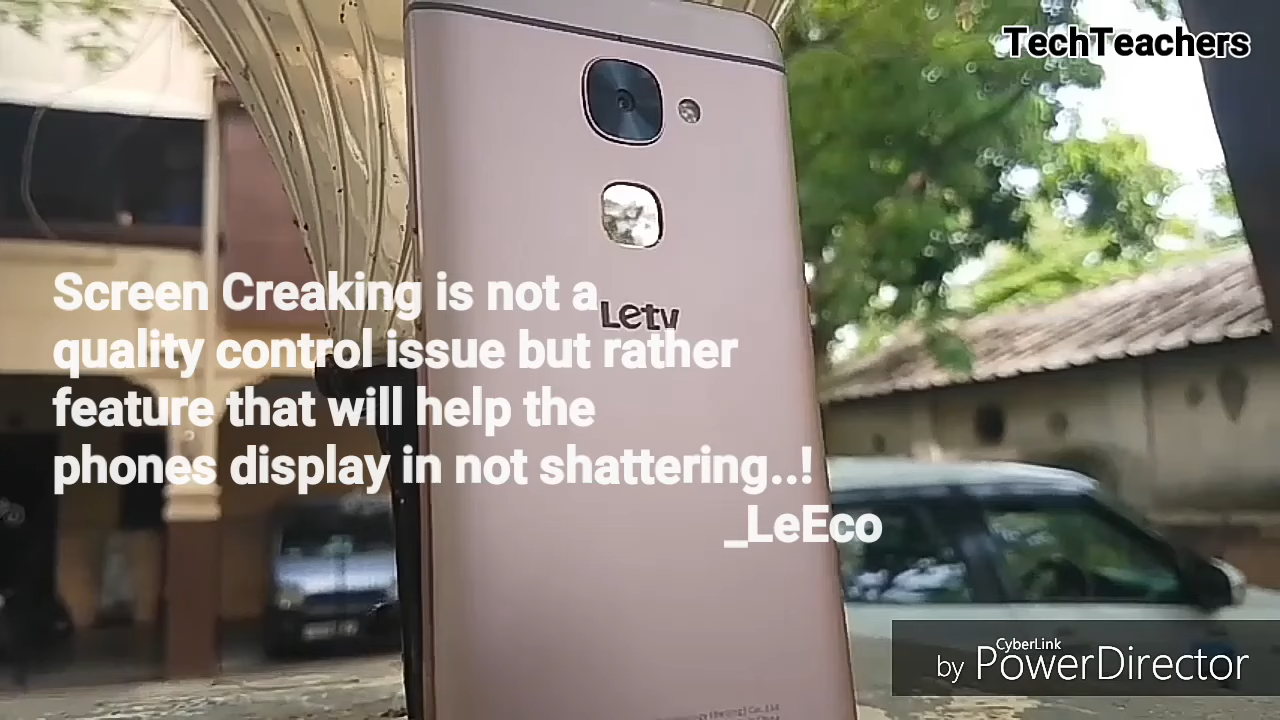 TechTeachers
Letv
Screen Creaking is not a
quality control issue but rather
feature that will help the
phones display in not shattering..!
_LeEco
CyberLink
by PowerDirector